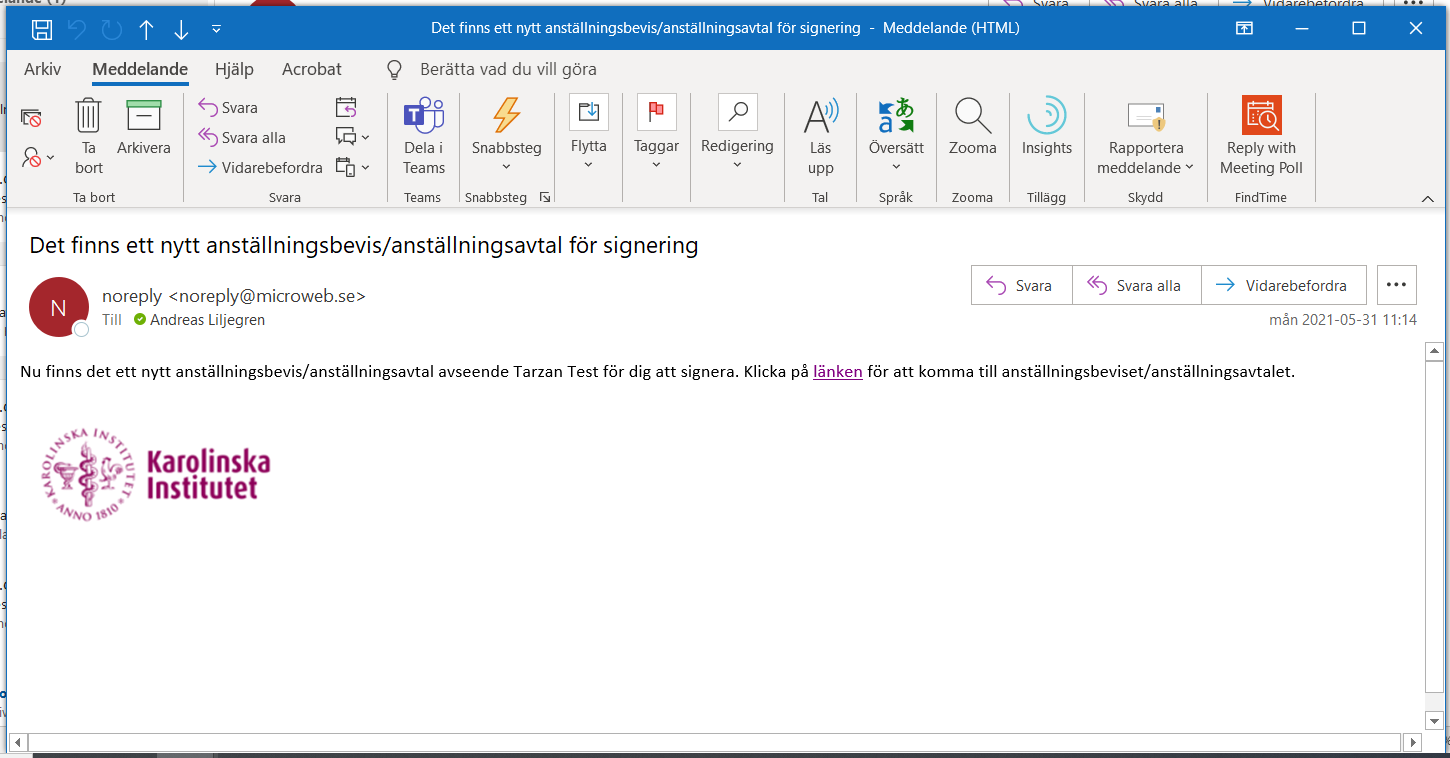 Det finns ett nytt anställningsbevis/anställningsavtal för signering - Meddelande (HTML)
Arkiv Meddelande Hjälp Acrobat Berätta vad du vill göra
Ta bort
Arkivera
Svara
Svara alla
Vidarebefordra
Dela i Teams
Snabbsteg
Flytta
Taggar
Redigering
Läs upp
Översätt
Zooma
Insights
Rapportera meddelande
Reply with Meeting Poll
Ta bort Svara Teams Snabbsteg Tal Språk Zooma Tillägg Skydd FindTime
Det finns ett nytt anställningsbevis/anställningsavtal för signering
N
noreply <noreply@microweb.se>
Till Andreas Liljegren
Svara Svara alla Vidarebefordra
mån 2021-05-31 11:14
Nu finns det ett nytt anställningsbevis/anställningsavtal avseende Tarzan Test för dig att signera. Klicka på länken för att komma till anställningsbeviset/anställningsavtalet.
KAROLINSKA INSTITUTET
ANNO 1810
Karolinska
Institutet